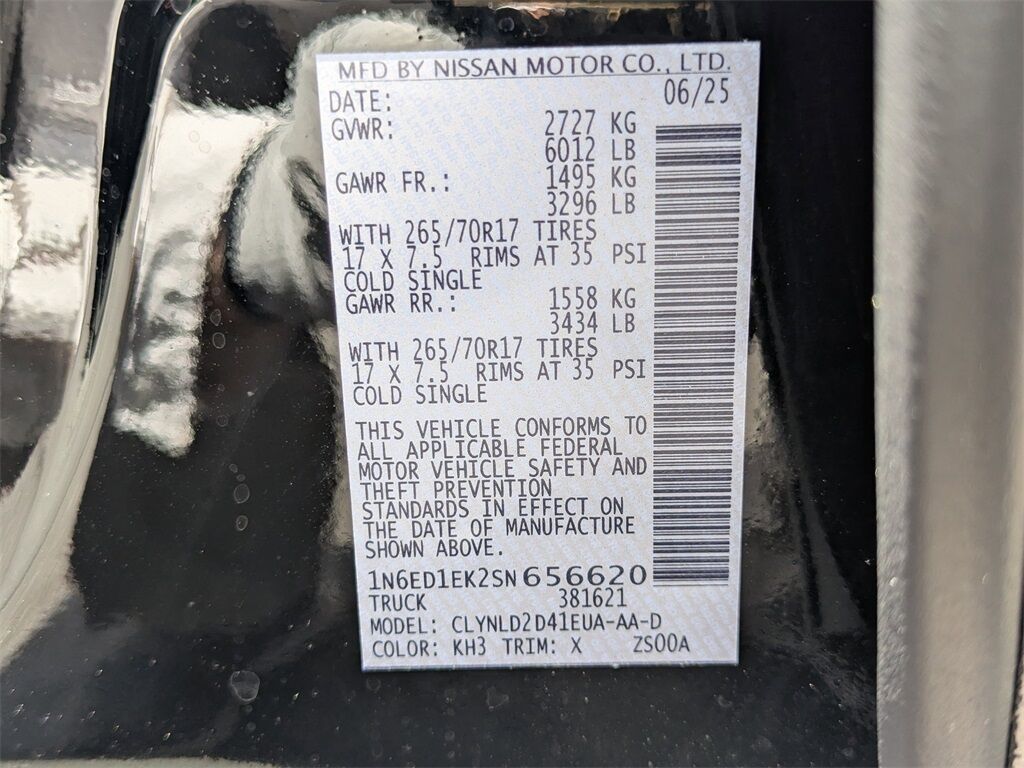 MFD BY NISSAN MOTOR CO., LTD.
DATE: 06/25
GVWR: 2727 KG
6012 LB
GAWR FR.: 1495 KG
3296 LB
WITH 265/70R17 TIRES
17 X 7.5 RIMS AT 35 PSI
COLD SINGLE
GAWR RR.: 1558 KG
3434 LB
WITH 265/70R17 TIRES
17 X 7.5 RIMS AT 35 PSI
COLD SINGLE
THIS VEHICLE CONFORMS TO
ALL APPLICABLE FEDERAL
MOTOR VEHICLE SAFETY AND
THEFT PREVENTION
STANDARDS IN EFFECT ON
THE DATE OF MANUFACTURE
SHOWN ABOVE.
1N6ED1EK2SN656620
TRUCK 381621
MODEL: CLYNLD2D41EUA-AA-D
COLOR: KH3 TRIM: X ZS00A